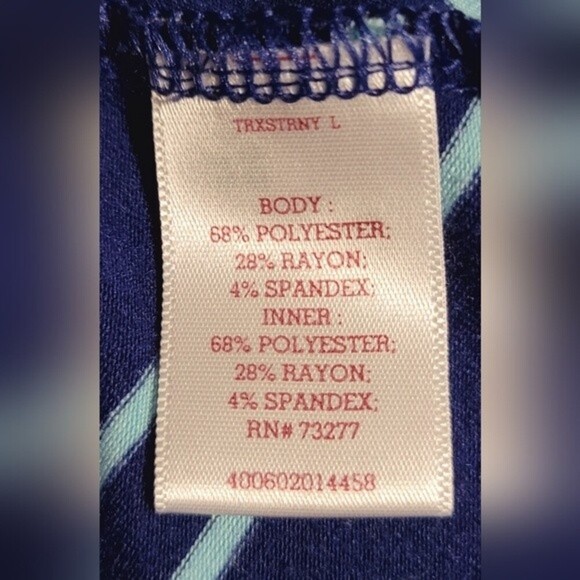 TRXSTRNY L
BODY :
68% POLYESTER;
28% RAYON;
4% SPANDEX;
INNER :
68% POLYESTER;
28% RAYON;
4% SPANDEX;
RN# 73277
400602014458